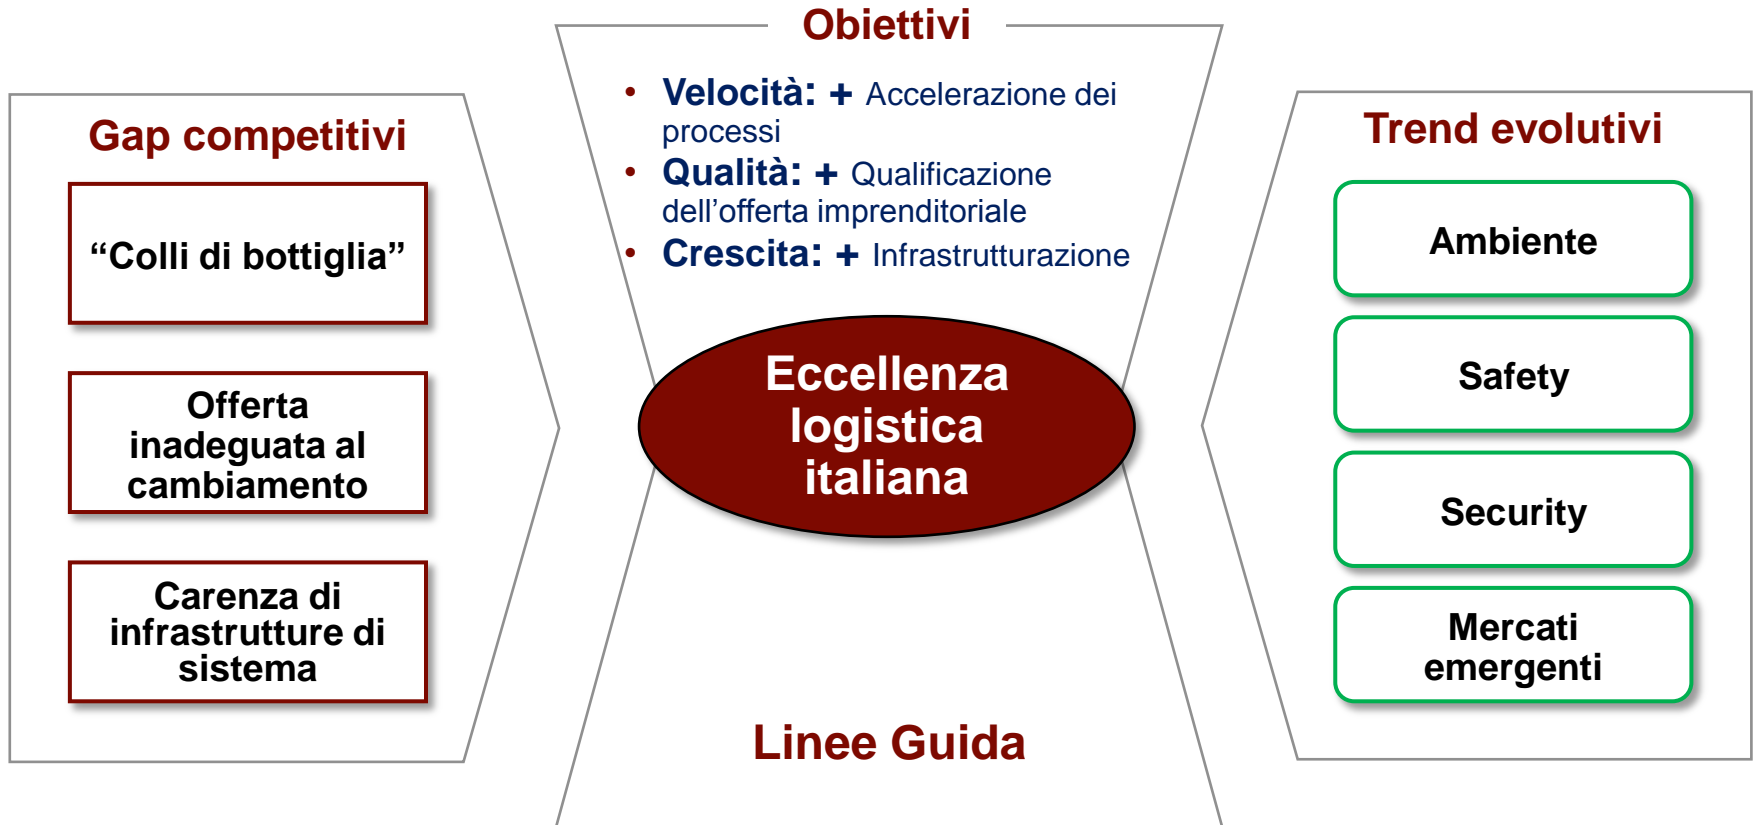 Obiettivi
• Velocità: + Accelerazione dei
processi
• Qualità: + Qualificazione
dell’offerta imprenditoriale
• Crescita: + Infrastrutturazione
Gap competitivi
“Colli di bottiglia”
Offerta
inadeguata al
cambiamento
Carenza di
infrastrutture di
sistema
Eccellenza
logistica
italiana
Linee Guida
Trend evolutivi
Ambiente
Safety
Security
Mercati
emergenti